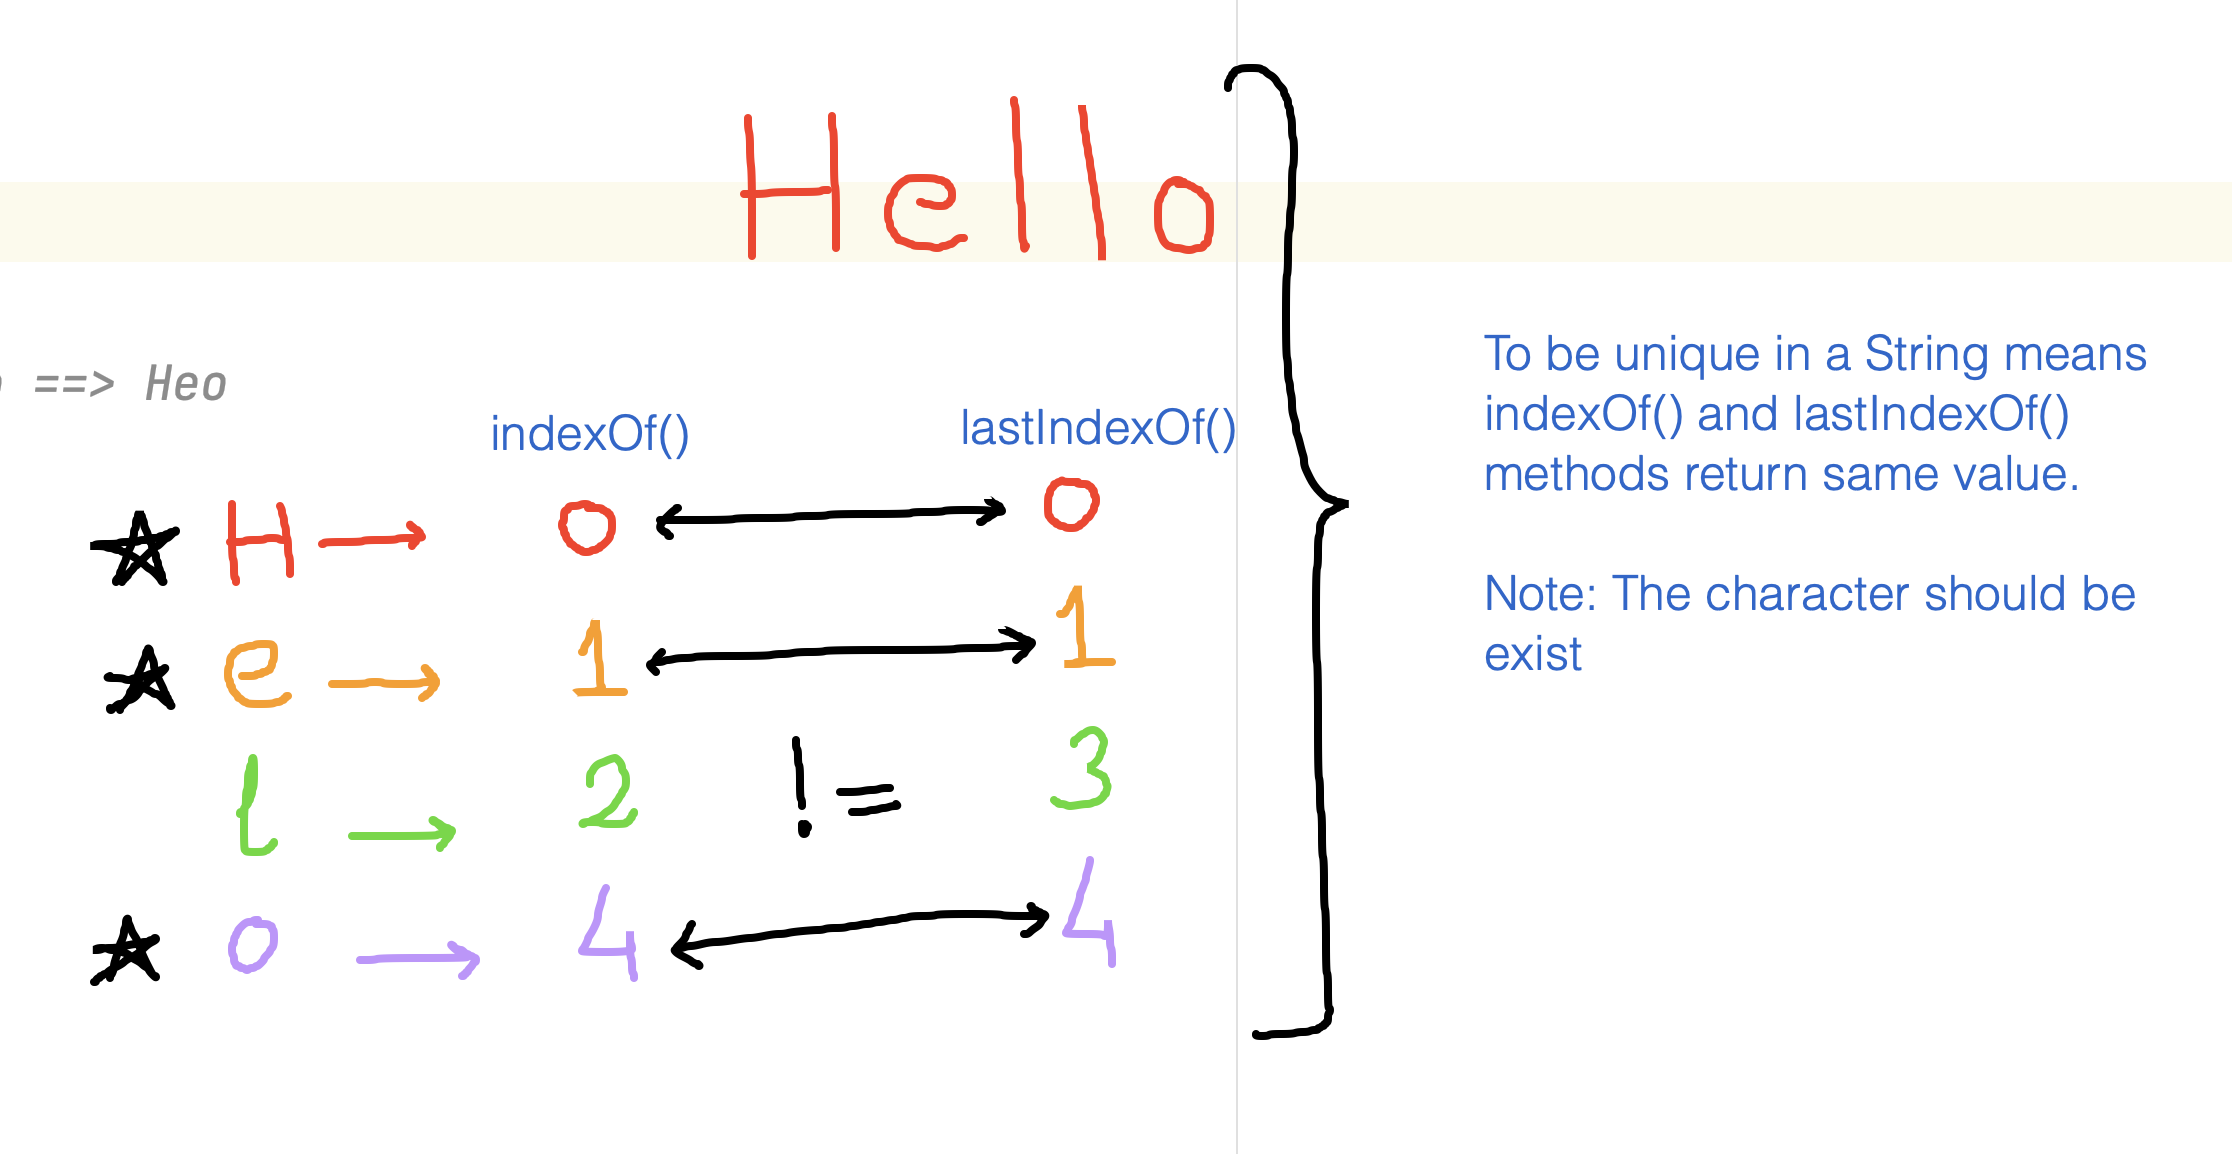 Hello
==> Heo
indexOf() lastIndexOf()
H → 0 ↔ 0
e → 1 ↔ 1
l → 2 != 3
o → 4 ↔ 4
To be unique in a String means
indexOf() and lastIndexOf()
methods return same value.
Note: The character should be
exist